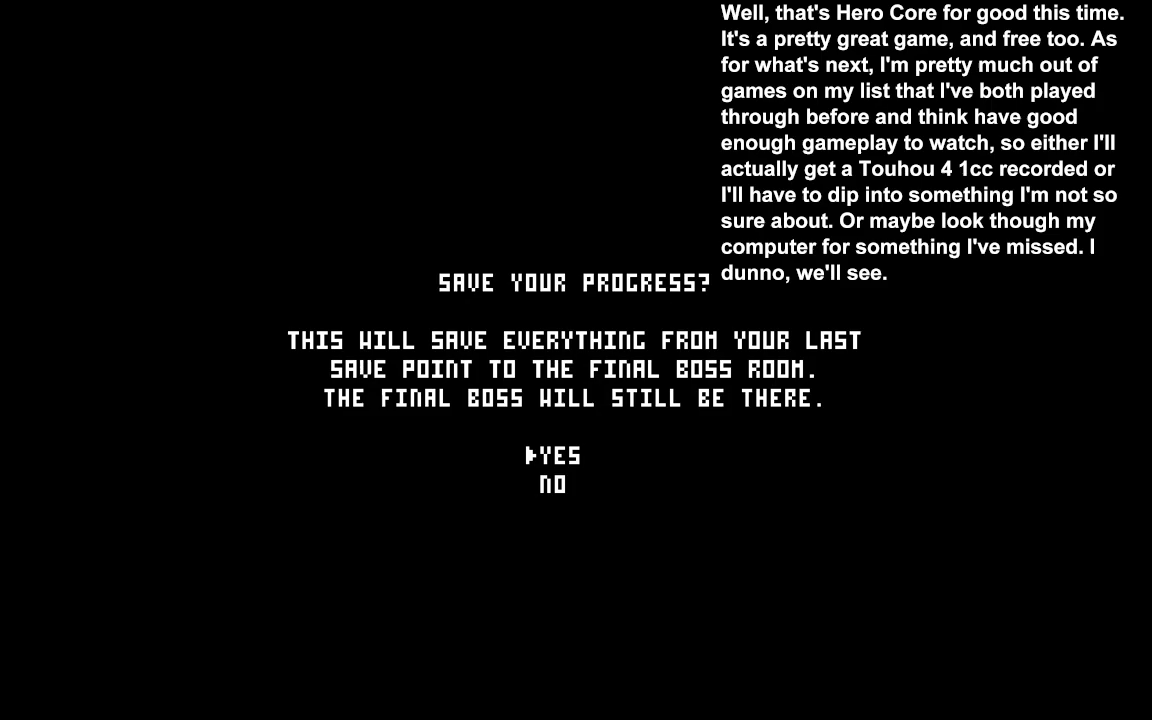 Well, that's Hero Core for good this time.
It's a pretty great game, and free too. As
for what's next, I'm pretty much out of
games on my list that I've both played
through before and think have good
enough gameplay to watch, so either I'll
actually get a Touhou 4 1cc recorded or
I'll have to dip into something I'm not so
sure about. Or maybe look though my
computer for something I've missed. I
dunno, we'll see.
SAVE YOUR PROGRESS?
THIS WILL SAVE EVERYTHING FROM YOUR LAST
SAVE POINT TO THE FINAL BOSS ROOM.
THE FINAL BOSS WILL STILL BE THERE.
YES
NO